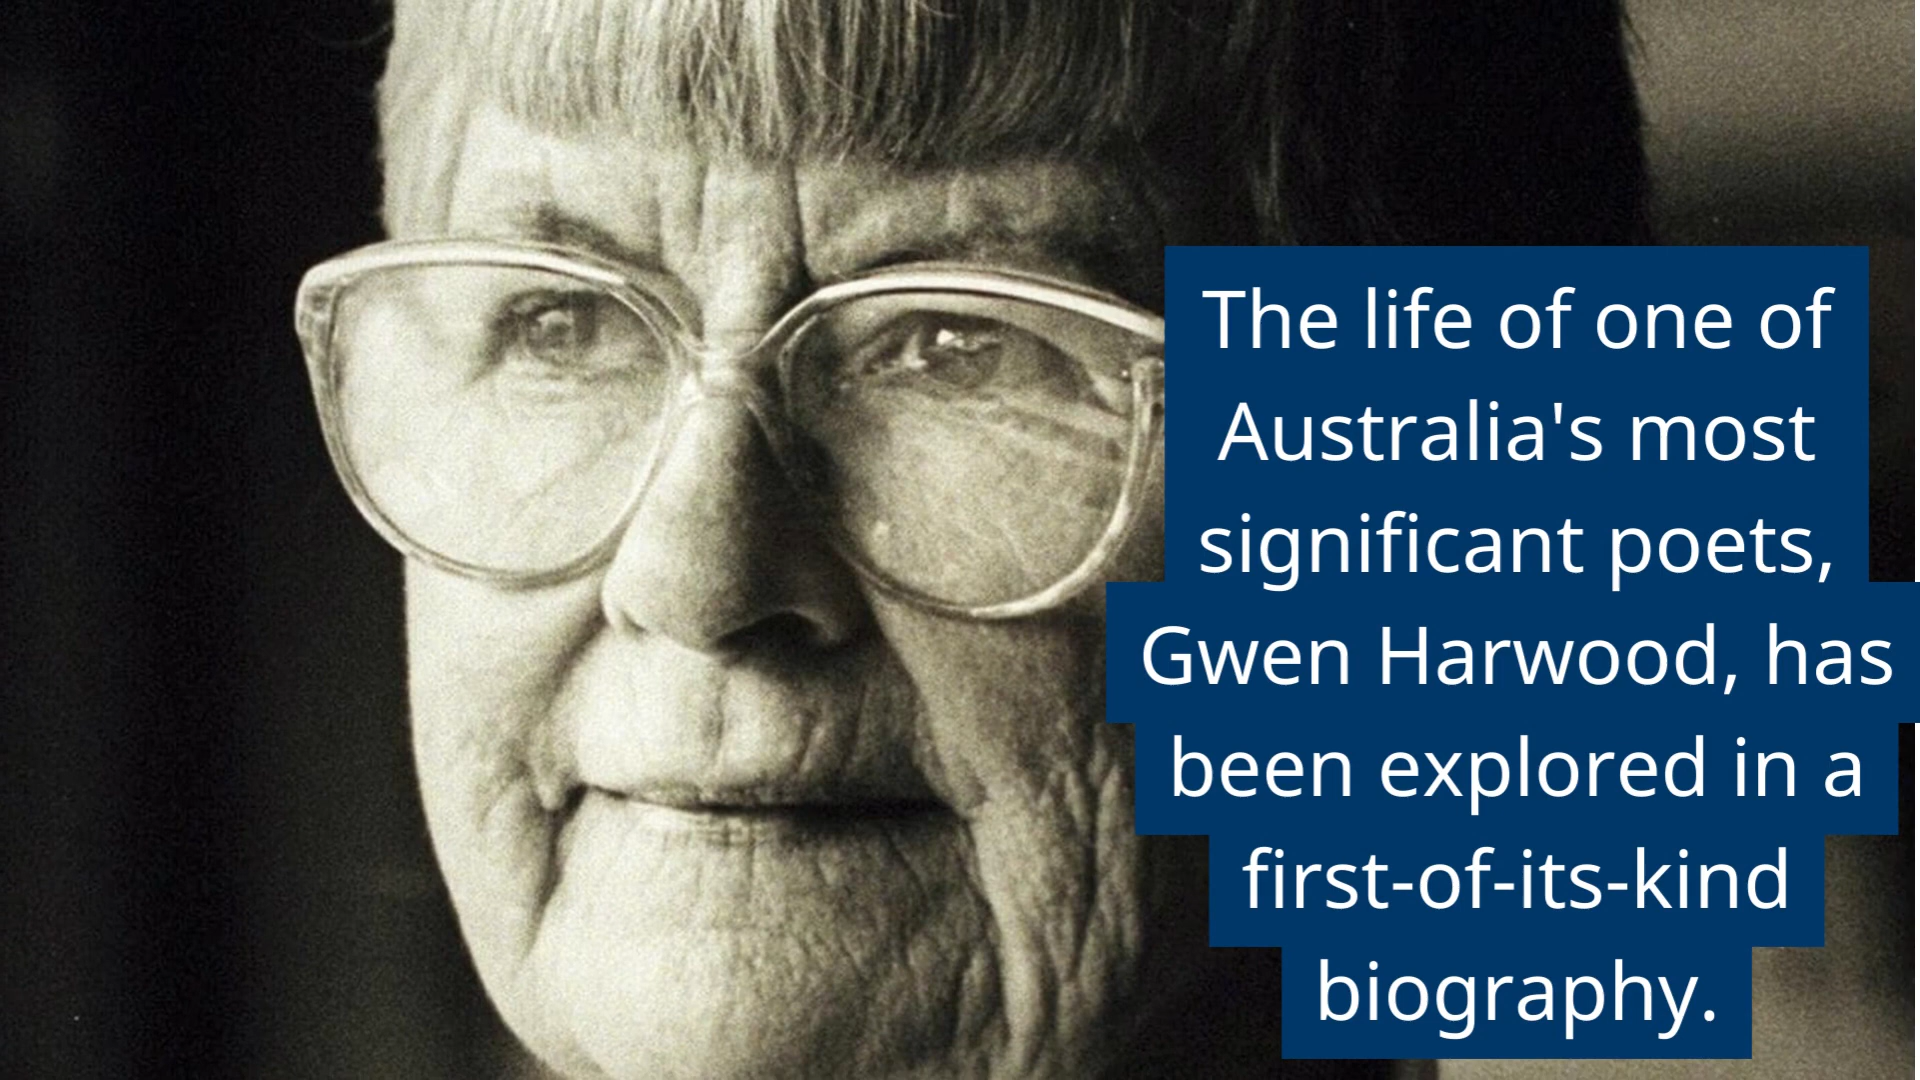 The life of one of
Australia's most
significant poets,
Gwen Harwood, has
been explored in a
first-of-its-kind
biography.